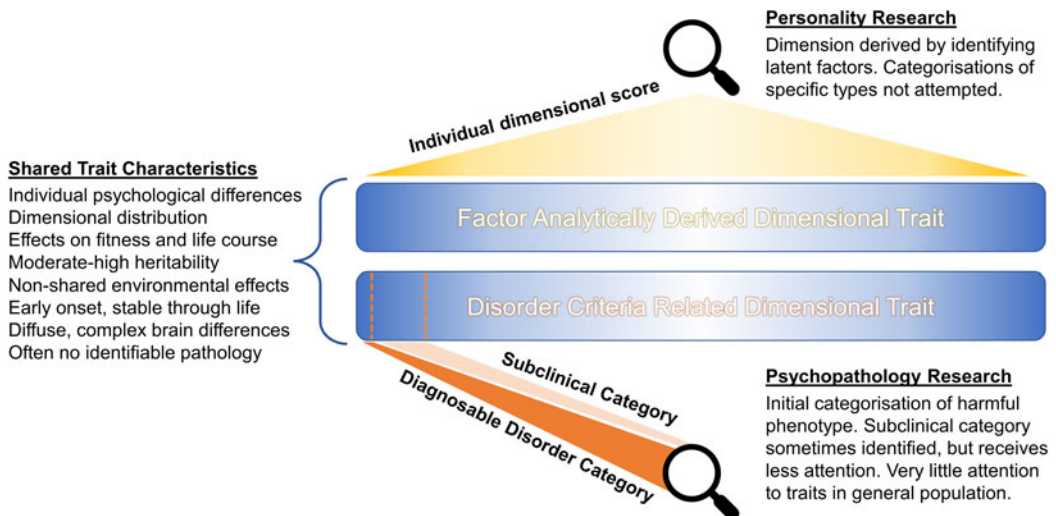 Personality Research
Dimension derived by identifying
latent factors. Categorisations of
specific types not attempted.
Individual dimensional score
Shared Trait Characteristics
Individual psychological differences
Dimensional distribution
Effects on fitness and life course
Moderate-high heritability
Non-shared environmental effects
Early onset, stable through life
Diffuse, complex brain differences
Often no identifiable pathology
Factor Analytically Derived Dimensional Trait
Disorder Criteria Related Dimensional Trait
Subclinical Category
Diagnosable Disorder Category
Psychopathology Research
Initial categorisation of harmful
phenotype. Subclinical category
sometimes identified, but receives
less attention. Very little attention
to traits in general population.